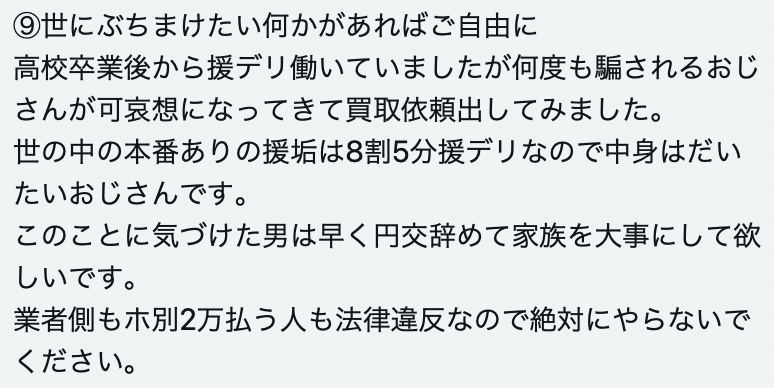 ⑨世にぶちまけたい何かがあればご自由に
高校卒業後から援デリ働いていましたが何度も騙されるおじ
さんが可哀想になってきて買取依頼出してみました。
世の中の本番ありの援垢は8割5分援デリなので中身はだい
たいおじさんです。
このことに気づけた男は早く円交辞めて家族を大事にして欲
しいです。
業者側もホ別2万払う人も法律違反なので絶対にやらないで
ください。